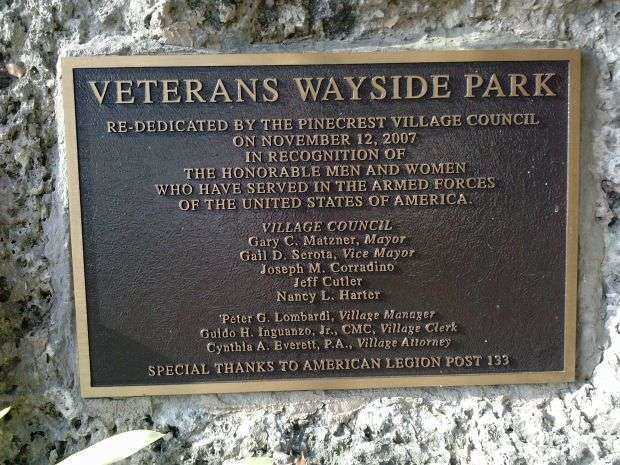 VETERANS WAYSIDE PARK
RE-DEDICATED BY THE PINECREST VILLAGE COUNCIL
ON NOVEMBER 12, 2007
IN RECOGNITION OF
THE HONORABLE MEN AND WOMEN
WHO HAVE SERVED IN THE ARMED FORCES
OF THE UNITED STATES OF AMERICA.
VILLAGE COUNCIL
Gary C. Matzner, Mayor
Gail D. Serota, Vice Mayor
Joseph M. Corradino
Jeff Cutler
Nancy L. Harter
Peter G. Lombardi, Village Manager
Guido H. Inguanzo, Jr., CMC, Village Clerk
Cynthia A. Everett, P.A., Village Attorney
SPECIAL THANKS TO AMERICAN LEGION POST 133